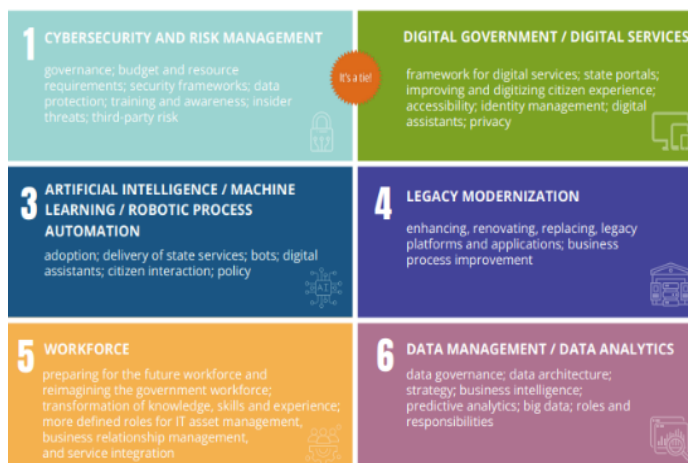 1 CYBERSECURITY AND RISK MANAGEMENT
governance; budget and resource
requirements; security frameworks; data
protection; training and awareness; insider
threats; third-party risk
It's a tie!
DIGITAL GOVERNMENT / DIGITAL SERVICES
framework for digital services; state portals;
improving and digitizing citizen experience;
accessibility; identity management; digital
assistants; privacy
3 ARTIFICIAL INTELLIGENCE / MACHINE
LEARNING / ROBOTIC PROCESS
AUTOMATION
adoption; delivery of state services; bots; digital
assistants; citizen interaction; policy
AI
4 LEGACY MODERNIZATION
enhancing, renovating, replacing, legacy
platforms and applications; business
process improvement
5 WORKFORCE
preparing for the future workforce and
reimagining the government workforce;
transformation of knowledge, skills and experience;
more defined roles for IT asset management,
business relationship management,
and service integration
6 DATA MANAGEMENT / DATA ANALYTICS
data governance; data architecture;
strategy; business intelligence;
predictive analytics; big data; roles and
responsibilities